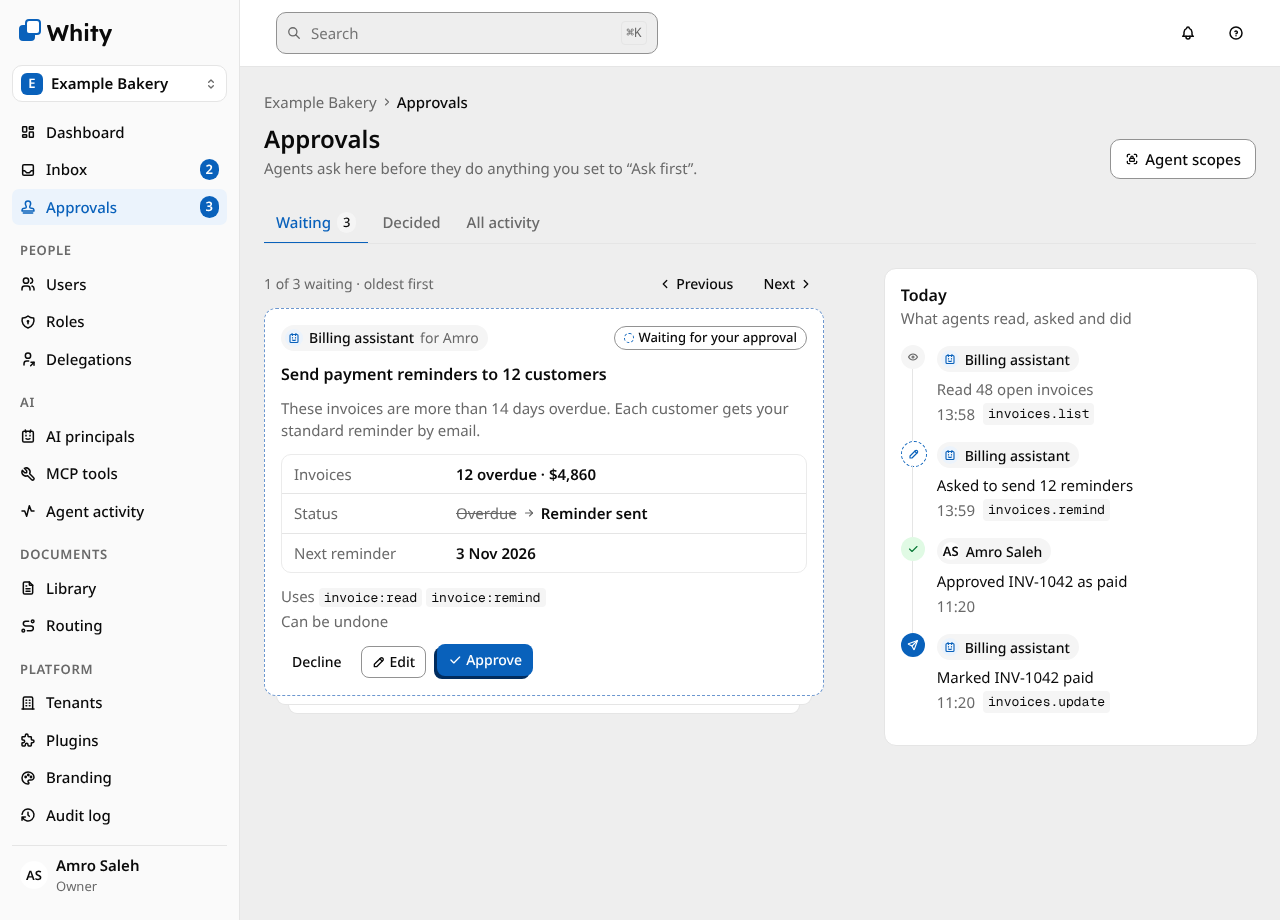 Whity
Search
⌘K
E Example Bakery
Dashboard
Inbox 2
Approvals 3
PEOPLE
Users
Roles
Delegations
AI
AI principals
MCP tools
Agent activity
DOCUMENTS
Library
Routing
PLATFORM
Tenants
Plugins
Branding
Audit log
AS Amro Saleh
Owner
Example Bakery › Approvals
Approvals
Agents ask here before they do anything you set to “Ask first”.
Agent scopes
Waiting 3 Decided All activity
1 of 3 waiting · oldest first
Previous Next
Billing assistant for Amro
Waiting for your approval
Send payment reminders to 12 customers
These invoices are more than 14 days overdue. Each customer gets your
standard reminder by email.
Invoices 12 overdue · $4,860
Status Overdue → Reminder sent
Next reminder 3 Nov 2026
Uses invoice:read invoice:remind
Can be undone
Decline Edit Approve
Today
What agents read, asked and did
Billing assistant
Read 48 open invoices
13:58 invoices.list
Billing assistant
Asked to send 12 reminders
13:59 invoices.remind
AS Amro Saleh
Approved INV-1042 as paid
11:20
Billing assistant
Marked INV-1042 paid
11:20 invoices.update